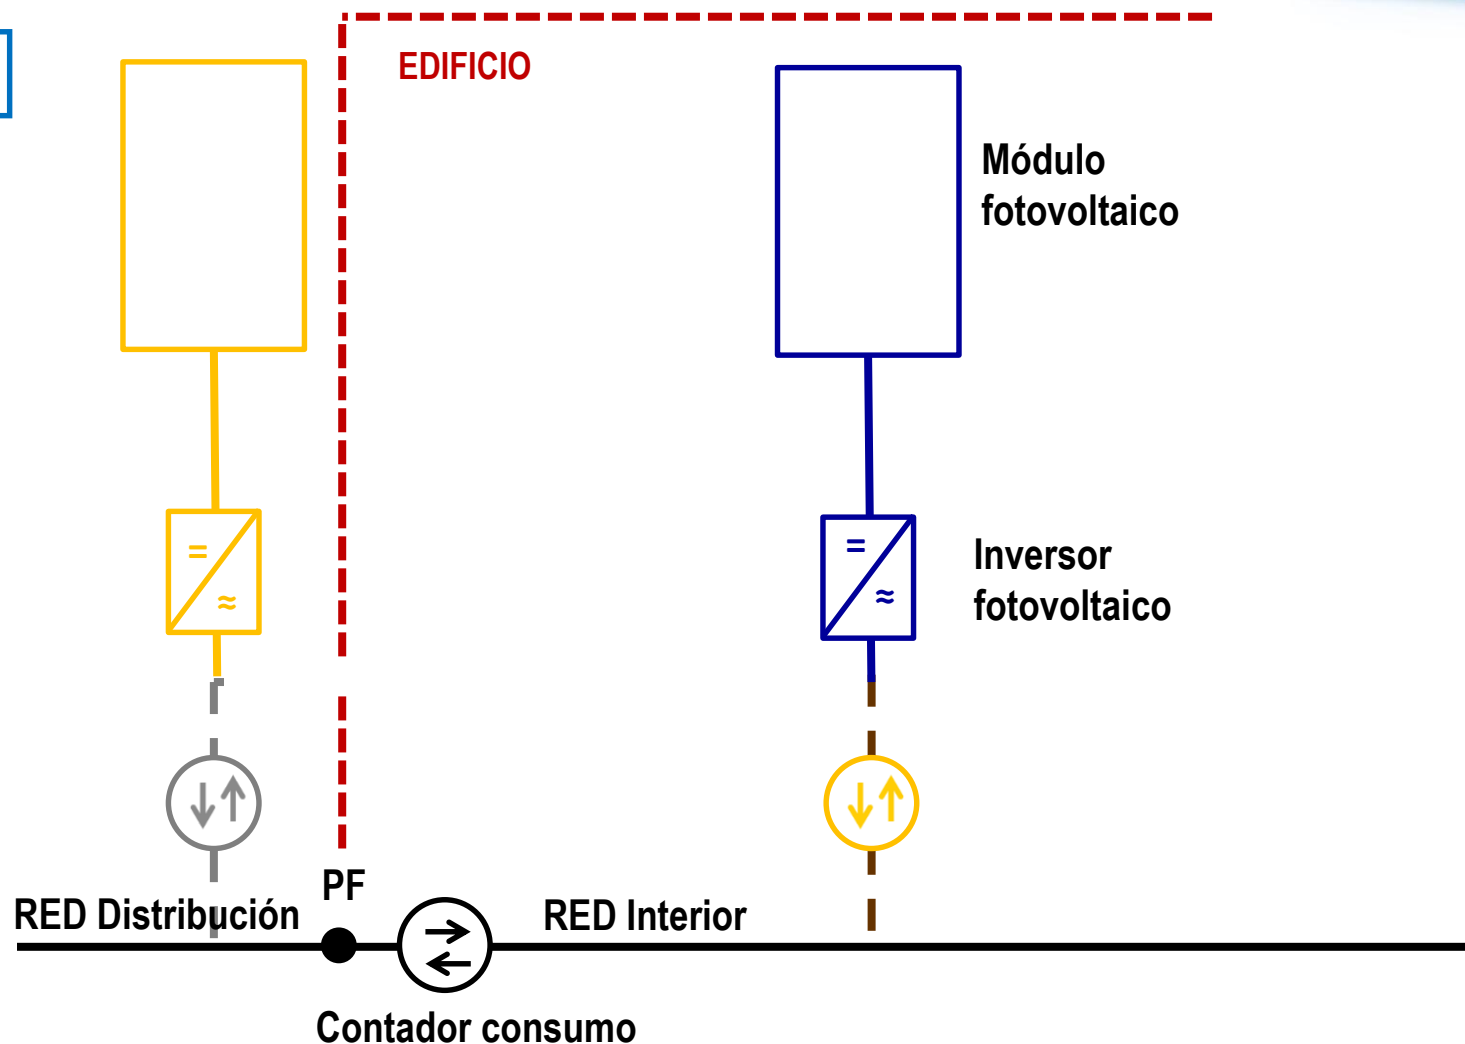 EDIFICIO
Módulo
fotovoltaico
=
≈
=
≈
Inversor
fotovoltaico
PF
RED Distribución
RED Interior
Contador consumo